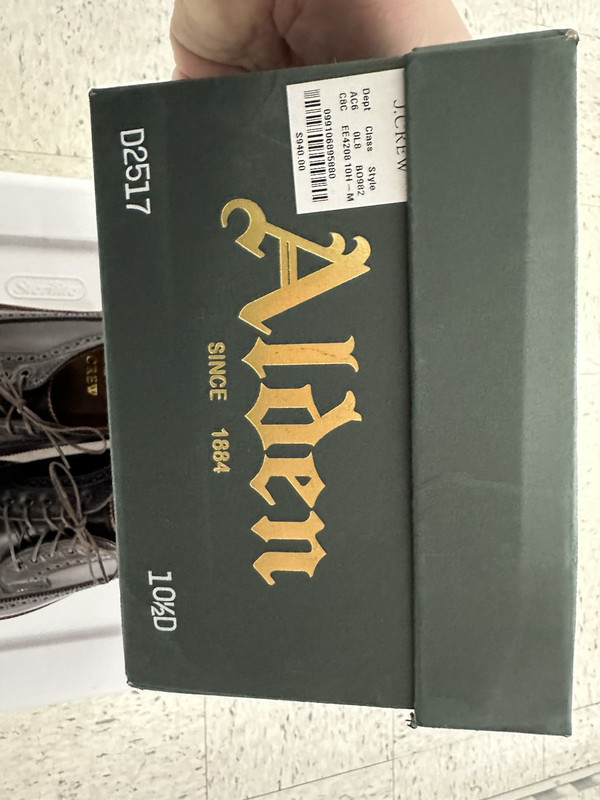 J.CREW
Dept Class Style
AC6 0L8 BO982
C8C EE4208 10H-M
099106895880
$940.00
D2517
Alden
SINCE 1884
10½D
Sterilite
CREW